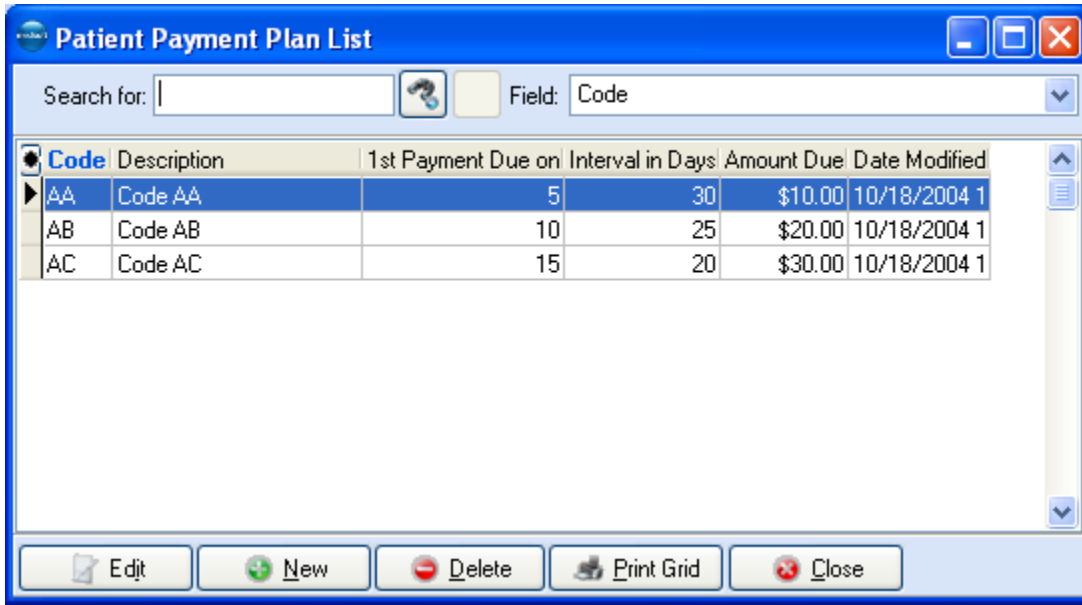 Patient Payment Plan List
Search for: Field: Code
Code Description 1st Payment Due on Interval in Days Amount Due Date Modified
AA Code AA 5 30 $10.00 10/18/2004 1
AB Code AB 10 25 $20.00 10/18/2004 1
AC Code AC 15 20 $30.00 10/18/2004 1
Edit New Delete Print Grid Close